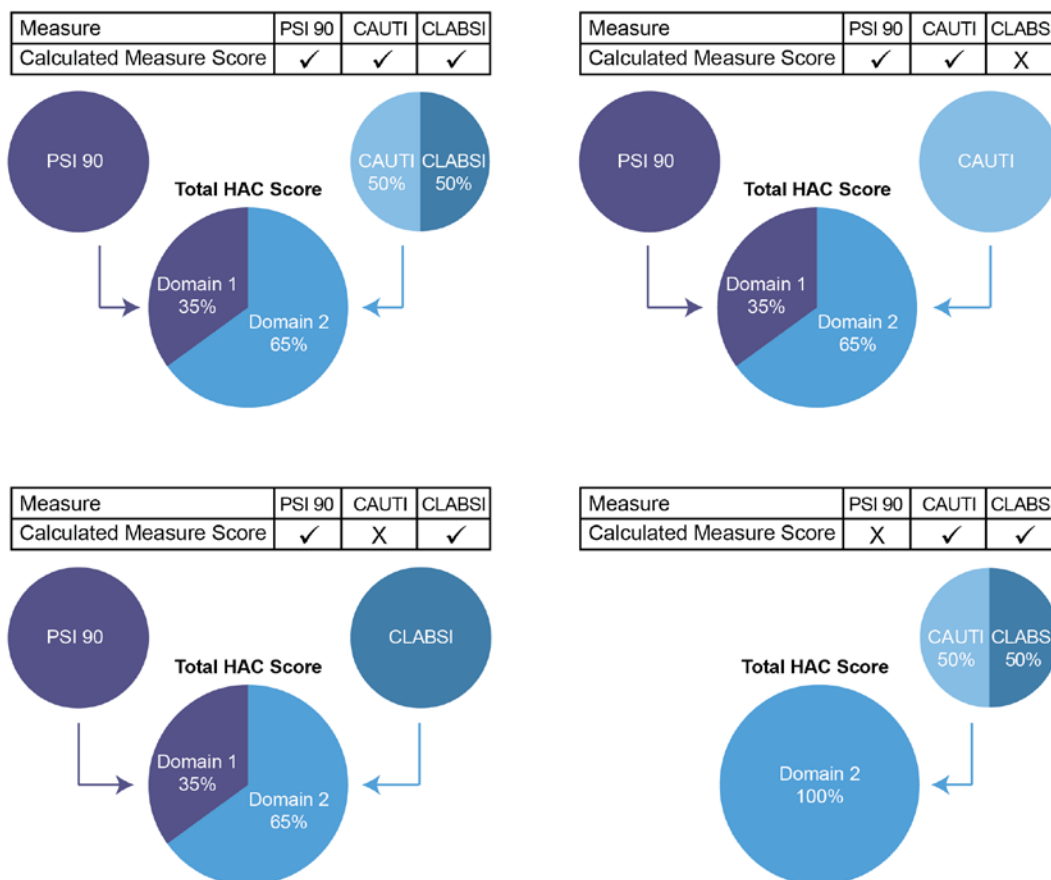 Measure PSI 90 CAUTI CLABSI
Calculated Measure Score ✓ ✓ ✓
PSI 90
CAUTI
50%
CLABSI
50%
Total HAC Score
Domain 1
35%
Domain 2
65%
Measure PSI 90 CAUTI CLABS
Calculated Measure Score ✓ ✓ X
PSI 90
CAUTI
Total HAC Score
Domain 1
35%
Domain 2
65%
Measure PSI 90 CAUTI CLABSI
Calculated Measure Score ✓ X ✓
PSI 90
CLABSI
Total HAC Score
Domain 1
35%
Domain 2
65%
Measure PSI 90 CAUTI CLABS
Calculated Measure Score X ✓ ✓
CAUTI
50%
CLABS
50%
Total HAC Score
Domain 2
100%